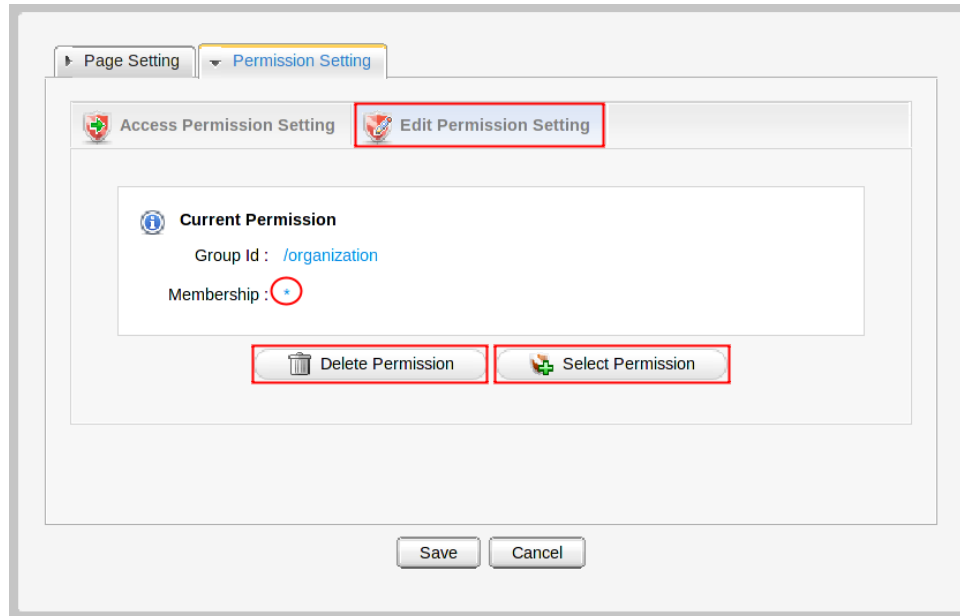 Page Setting Permission Setting
Access Permission Setting Edit Permission Setting
Current Permission
Group Id : /organization
Membership : *
Delete Permission Select Permission
Save Cancel